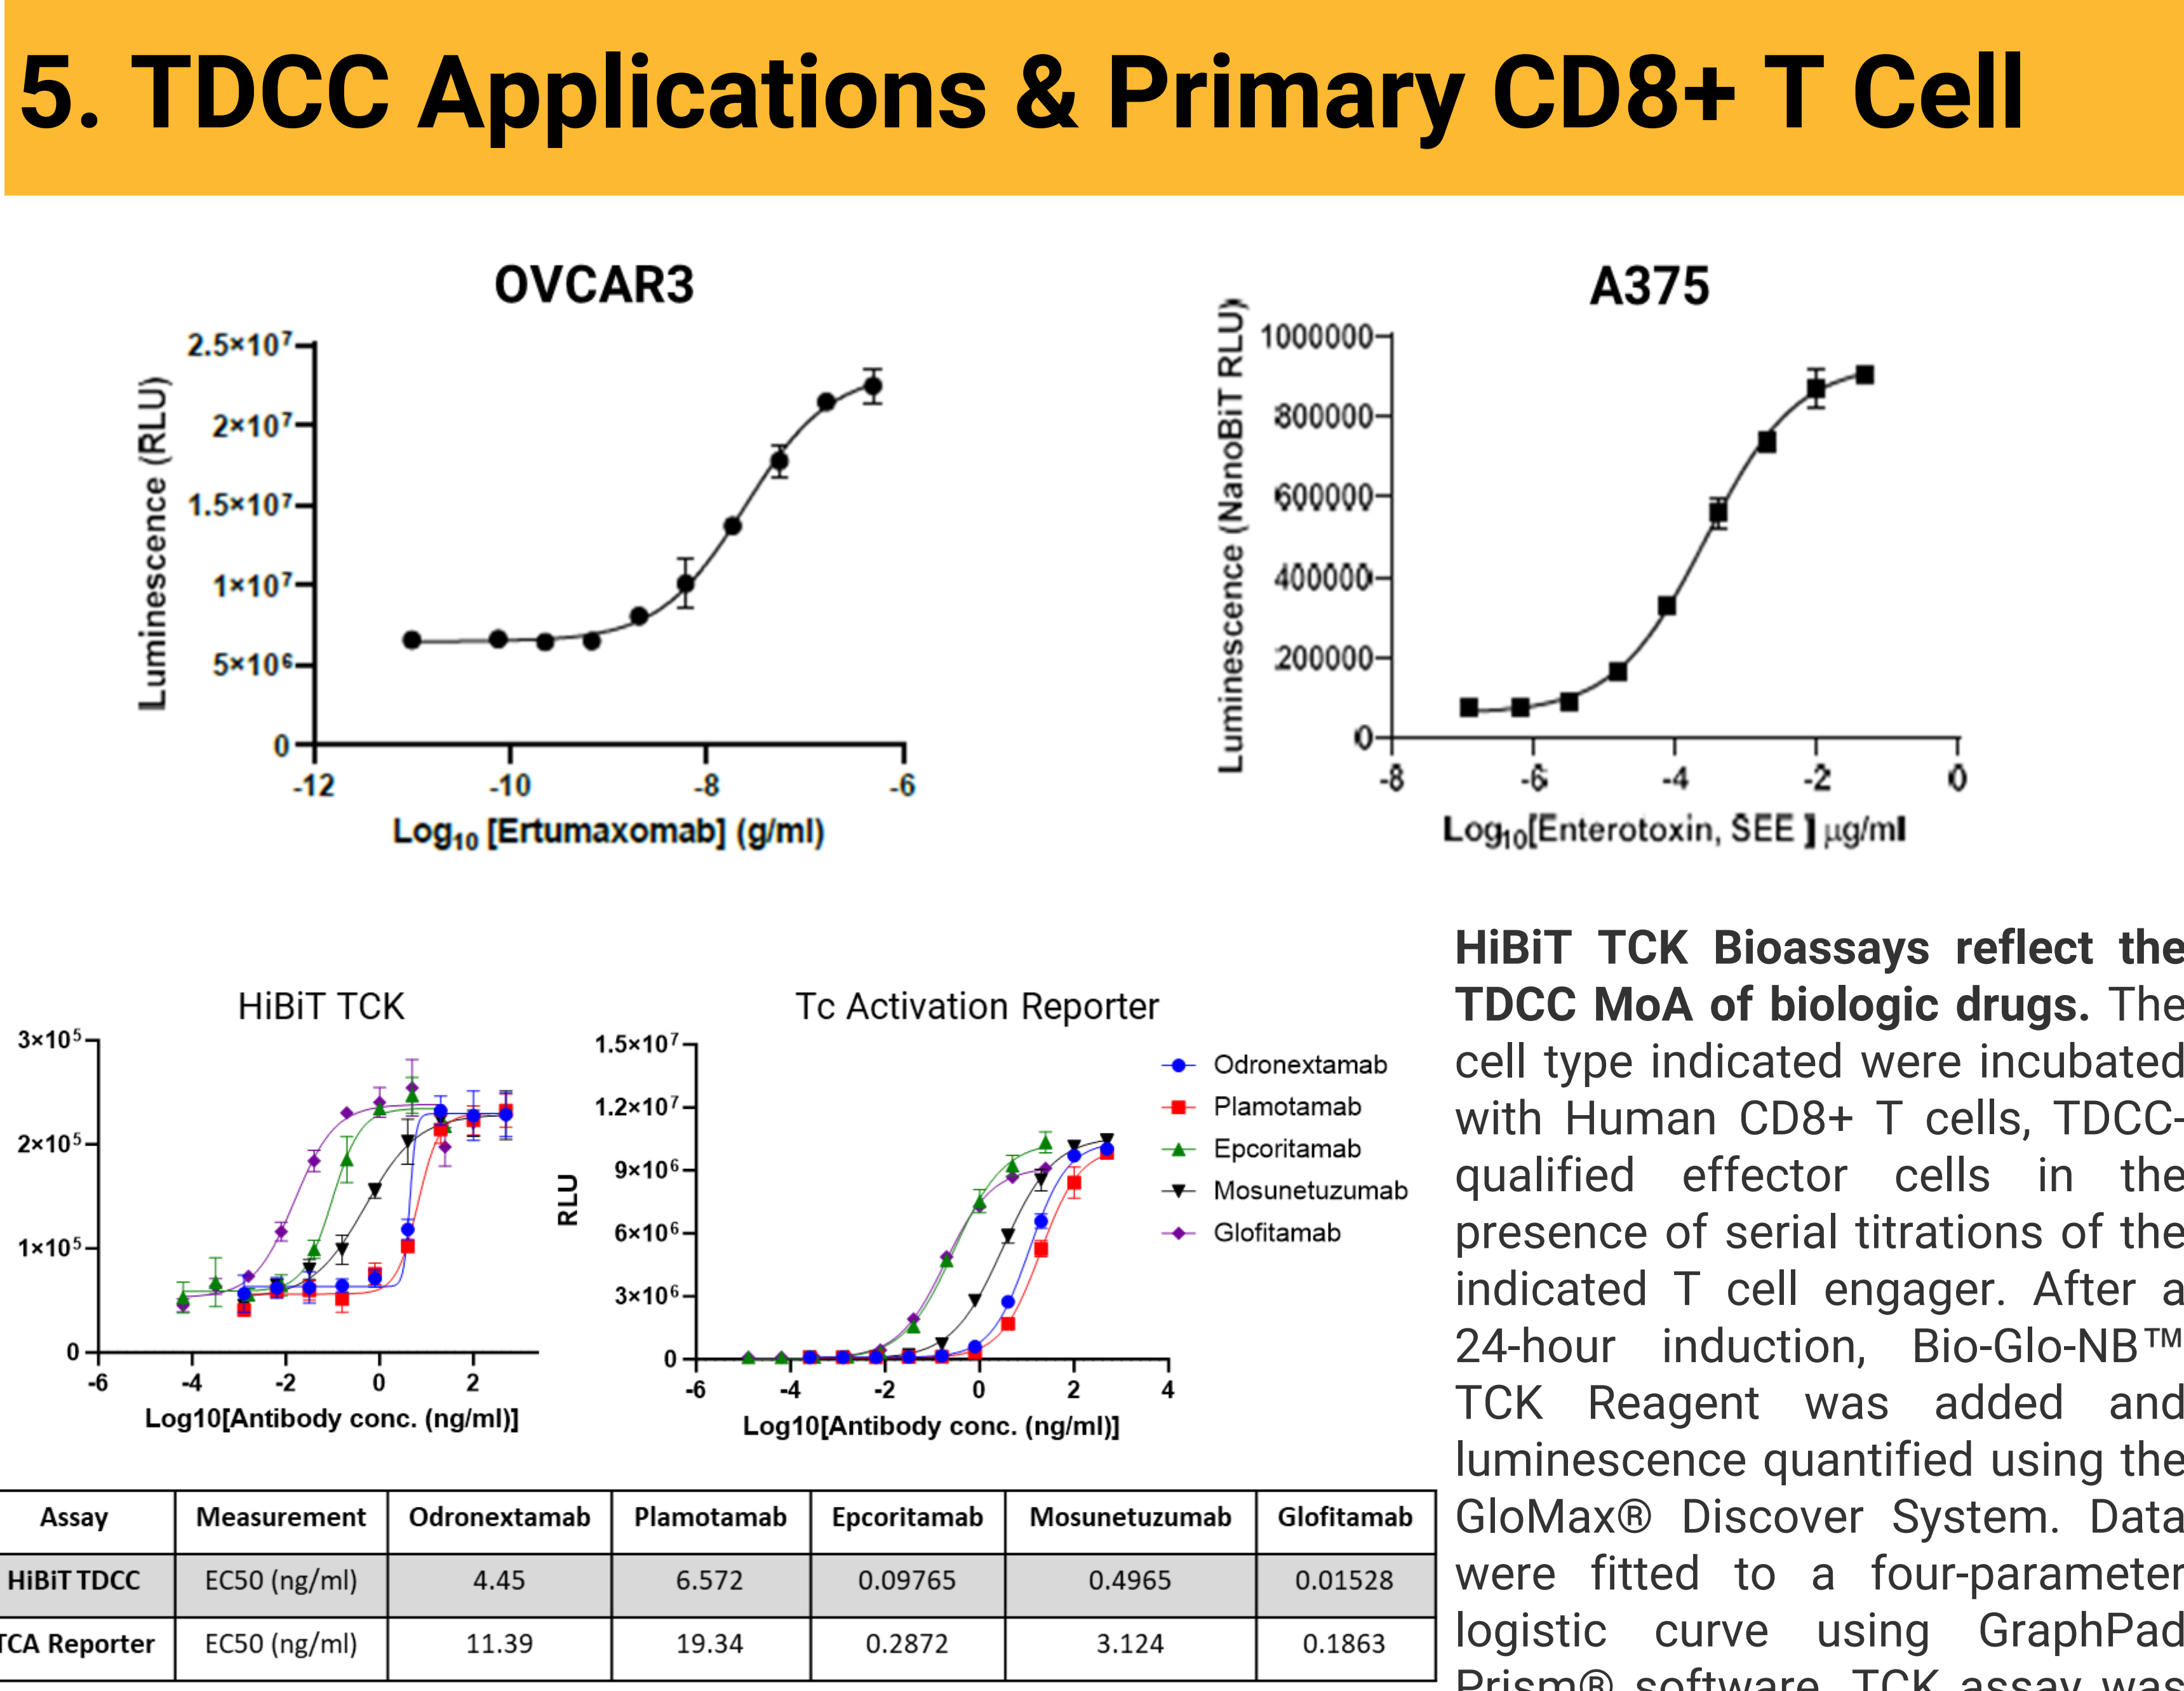 5. TDCC Applications & Primary CD8+ T Cell
OVCAR3
Luminescence (RLU)
2.5×10⁷
2×10⁷
1.5×10⁷
1×10⁷
5×10⁶
0
-12 -10 -8 -6
Log₁₀ [Ertumaxomab] (g/ml)
A375
Luminescence (NanoBiT RLU)
1000000
800000
600000
400000
200000
0
-8 -6 -4 -2 0
Log₁₀[Enterotoxin, SEE ] µg/ml
HiBiT TCK
3×10⁵
2×10⁵
1×10⁵
0
-6 -4 -2 0 2
Log10[Antibody conc. (ng/ml)]
Tc Activation Reporter
RLU
1.5×10⁷
1.2×10⁷
9×10⁶
6×10⁶
3×10⁶
0
-6 -4 -2 0 2 4
Log10[Antibody conc. (ng/ml)]
Odronextamab
Plamotamab
Epcoritamab
Mosunetuzumab
Glofitamab
Assay Measurement Odronextamab Plamotamab Epcoritamab Mosunetuzumab Glofitamab
HiBiT TDCC EC50 (ng/ml) 4.45 6.572 0.09765 0.4965 0.01528
TCA Reporter EC50 (ng/ml) 11.39 19.34 0.2872 3.124 0.1863
HiBiT TCK Bioassays reflect the
TDCC MoA of biologic drugs. The
cell type indicated were incubated
with Human CD8+ T cells, TDCC-
qualified effector cells in the
presence of serial titrations of the
indicated T cell engager. After a
24-hour induction, Bio-Glo-NB™
TCK Reagent was added and
luminescence quantified using the
GloMax® Discover System. Data
were fitted to a four-parameter
logistic curve using GraphPad
Prism® software. TCK assay was